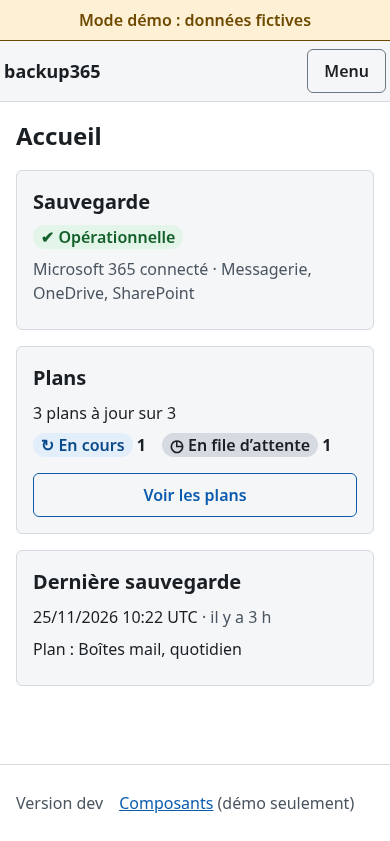 Mode démo : données fictives
backup365
Menu
Accueil
Sauvegarde
✔ Opérationnelle
Microsoft 365 connecté · Messagerie,
OneDrive, SharePoint
Plans
3 plans à jour sur 3
↻ En cours 1 ◷ En file d’attente 1
Voir les plans
Dernière sauvegarde
25/11/2026 10:22 UTC · il y a 3 h
Plan : Boîtes mail, quotidien
Version dev Composants (démo seulement)